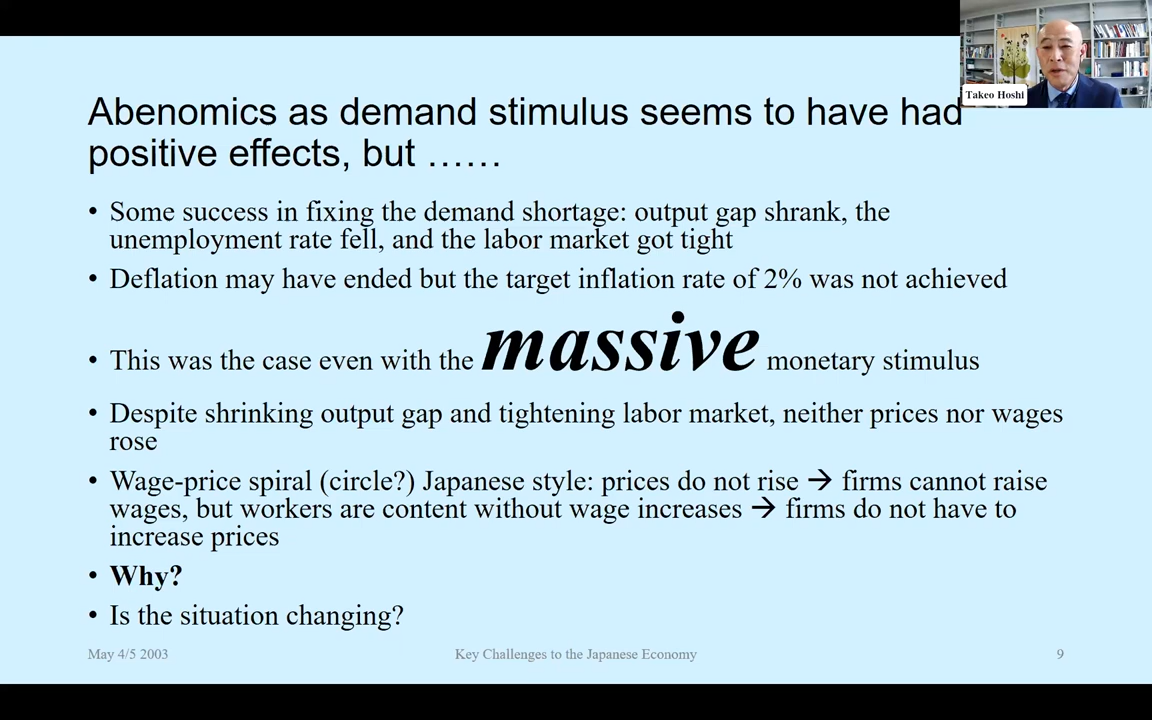 Takeo Hoshi
Abenomics as demand stimulus seems to have had
positive effects, but ……
• Some success in fixing the demand shortage: output gap shrank, the
unemployment rate fell, and the labor market got tight
• Deflation may have ended but the target inflation rate of 2% was not achieved
• This was the case even with the massive monetary stimulus
• Despite shrinking output gap and tightening labor market, neither prices nor wages
rose
• Wage-price spiral (circle?) Japanese style: prices do not rise → firms cannot raise
wages, but workers are content without wage increases → firms do not have to
increase prices
• Why?
• Is the situation changing?
May 4/5 2003
Key Challenges to the Japanese Economy
9